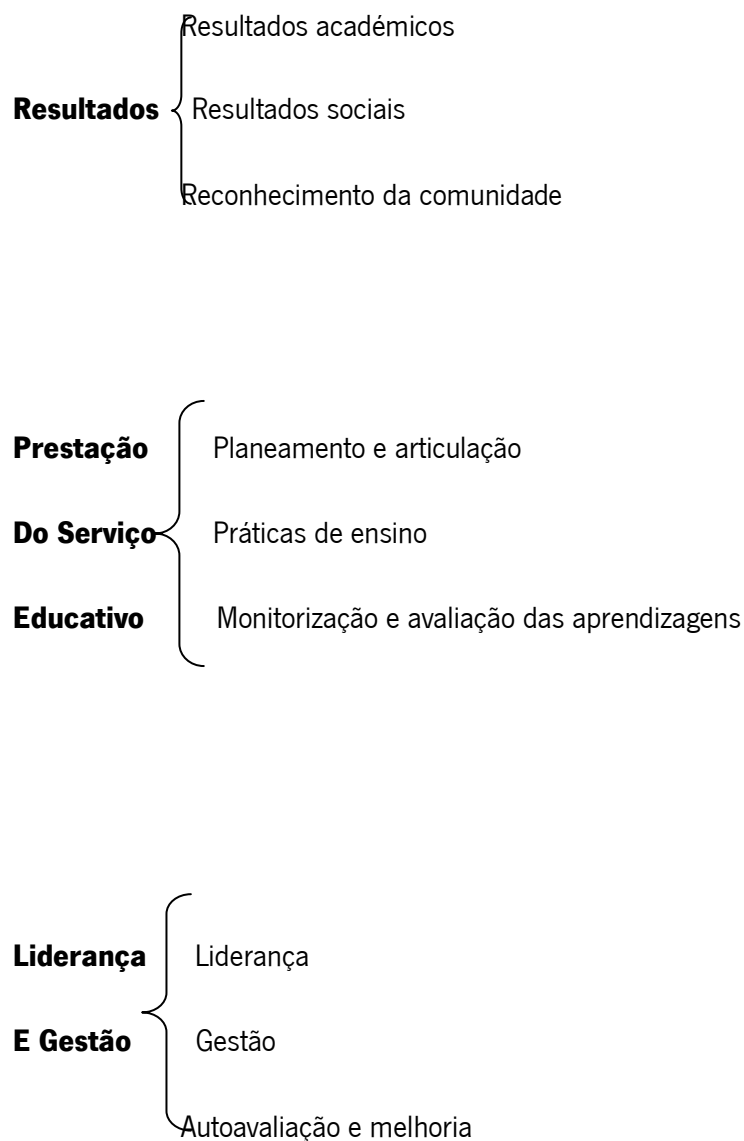 Resultados académicos
Resultados Resultados sociais
Reconhecimento da comunidade
Prestação Planeamento e articulação
Do Serviço Práticas de ensino
Educativo Monitorização e avaliação das aprendizagens
Liderança Liderança
E Gestão Gestão
Autoavaliação e melhoria